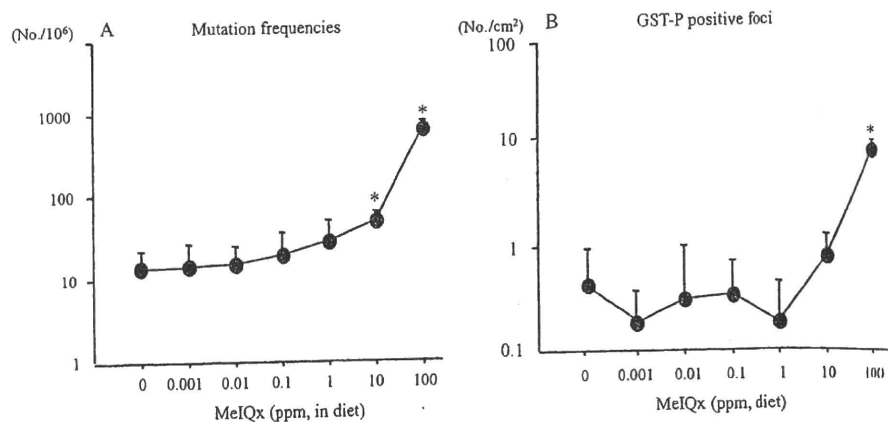 (No./10⁶) A Mutation frequencies
1000
*
100
*
10
1
0 0.001 0.01 0.1 1 10 100
MeIQx (ppm, in diet)
(No./cm²) B GST-P positive foci
100
10
*
1
0.1
0 0.001 0.01 0.1 1 10 100
MeIQx (ppm, diet)